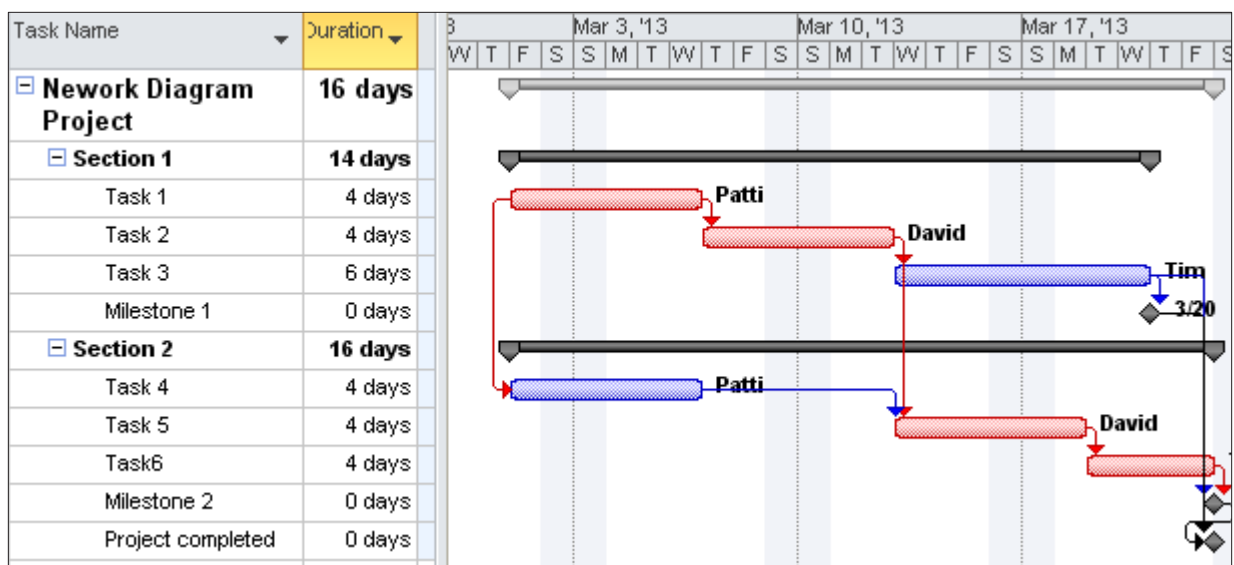 Task Name Duration 3 Mar 3, '13 Mar 10, '13 Mar 17, '13
W T F S S M T W T F S S M T W T F S S M T W T F S
Nework Diagram 16 days
Project
Section 1 14 days
Task 1 4 days Patti
Task 2 4 days David
Task 3 6 days Tim
Milestone 1 0 days 3/20
Section 2 16 days
Task 4 4 days Patti
Task 5 4 days David
Task6 4 days
Milestone 2 0 days
Project completed 0 days